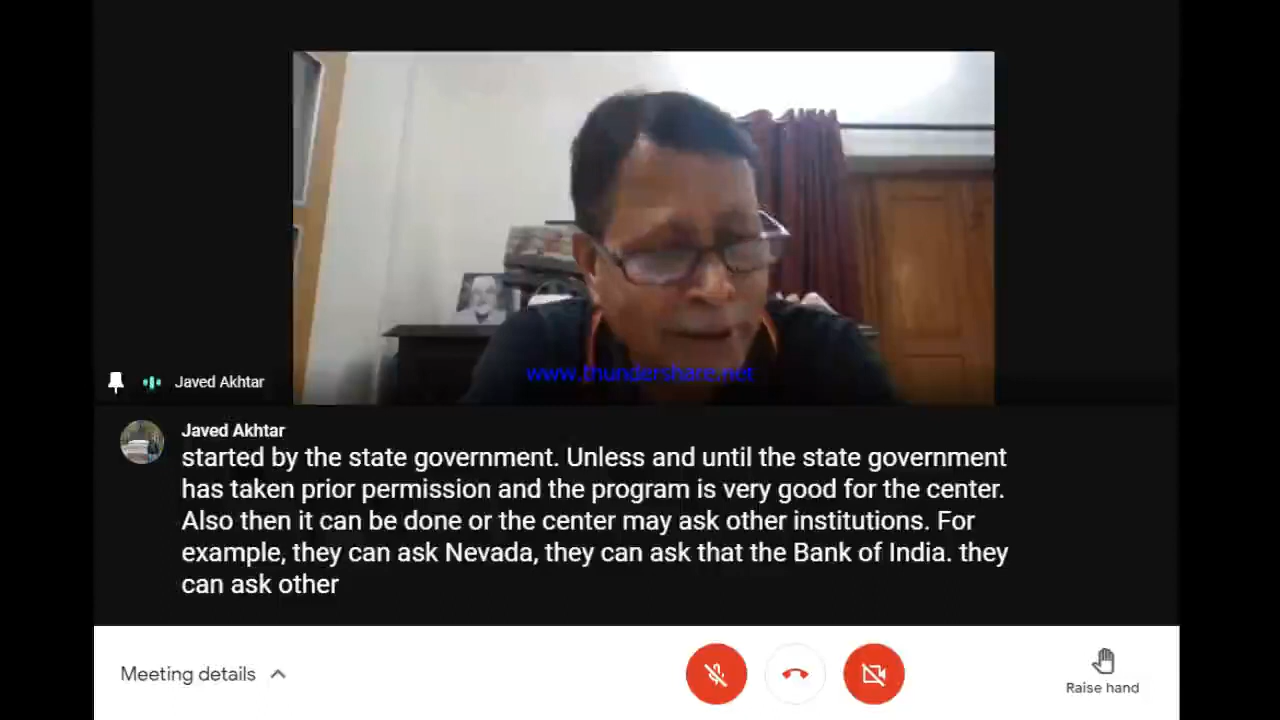 www.thundershare.net
Javed Akhtar
Javed Akhtar
started by the state government. Unless and until the state government
has taken prior permission and the program is very good for the center.
Also then it can be done or the center may ask other institutions. For
example, they can ask Nevada, they can ask that the Bank of India. they
can ask other
Meeting details
Raise hand